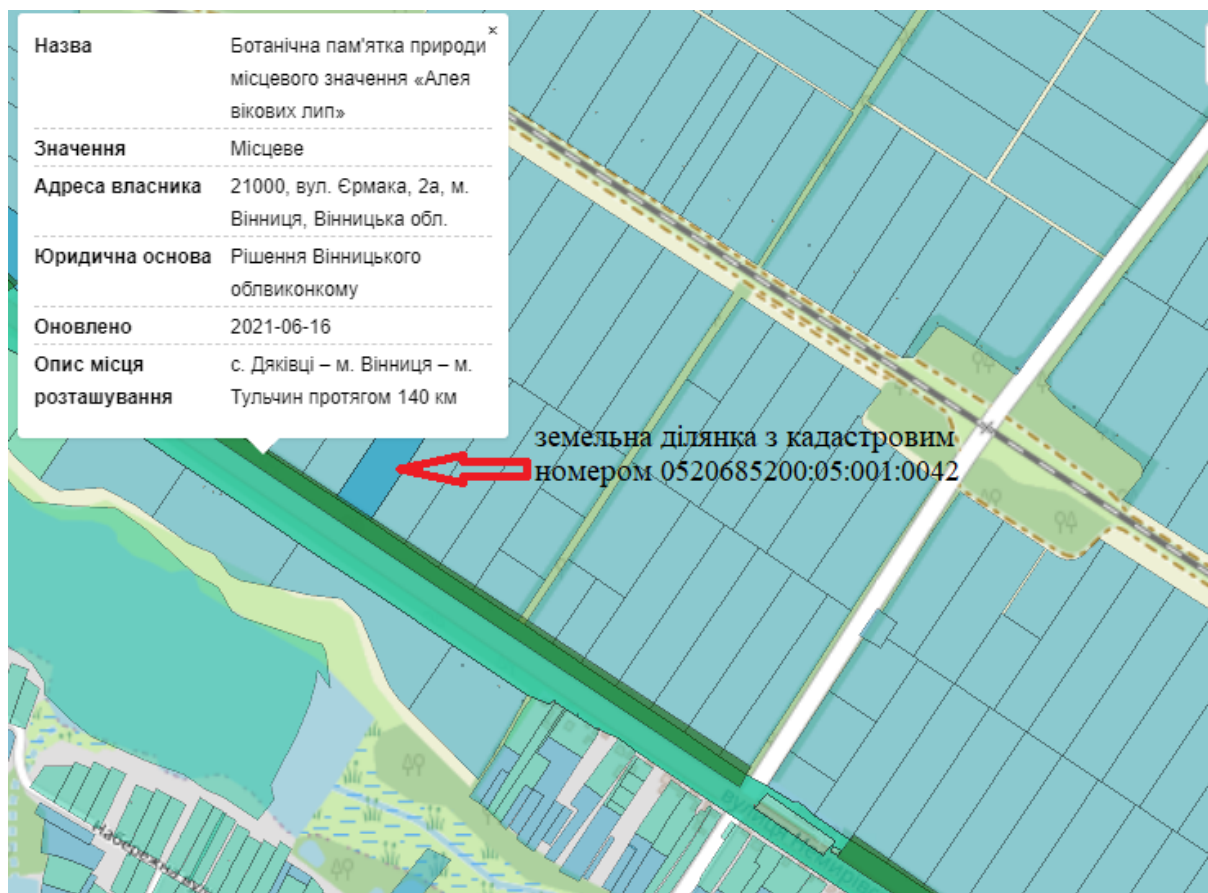 ×
Назва Ботанічна пам'ятка природи
місцевого значення «Алея
вікових лип»
Значення Місцеве
Адреса власника 21000, вул. Єрмака, 2а, м.
Вінниця, Вінницька обл.
Юридична основа Рішення Вінницького
облвиконкому
Оновлено 2021-06-16
Опис місця с. Дяківці – м. Вінниця – м.
розташування Тульчин протягом 140 км
земельна ділянка з кадастровим
номером 0520685200:05:001:0042
вулиця
Набережна